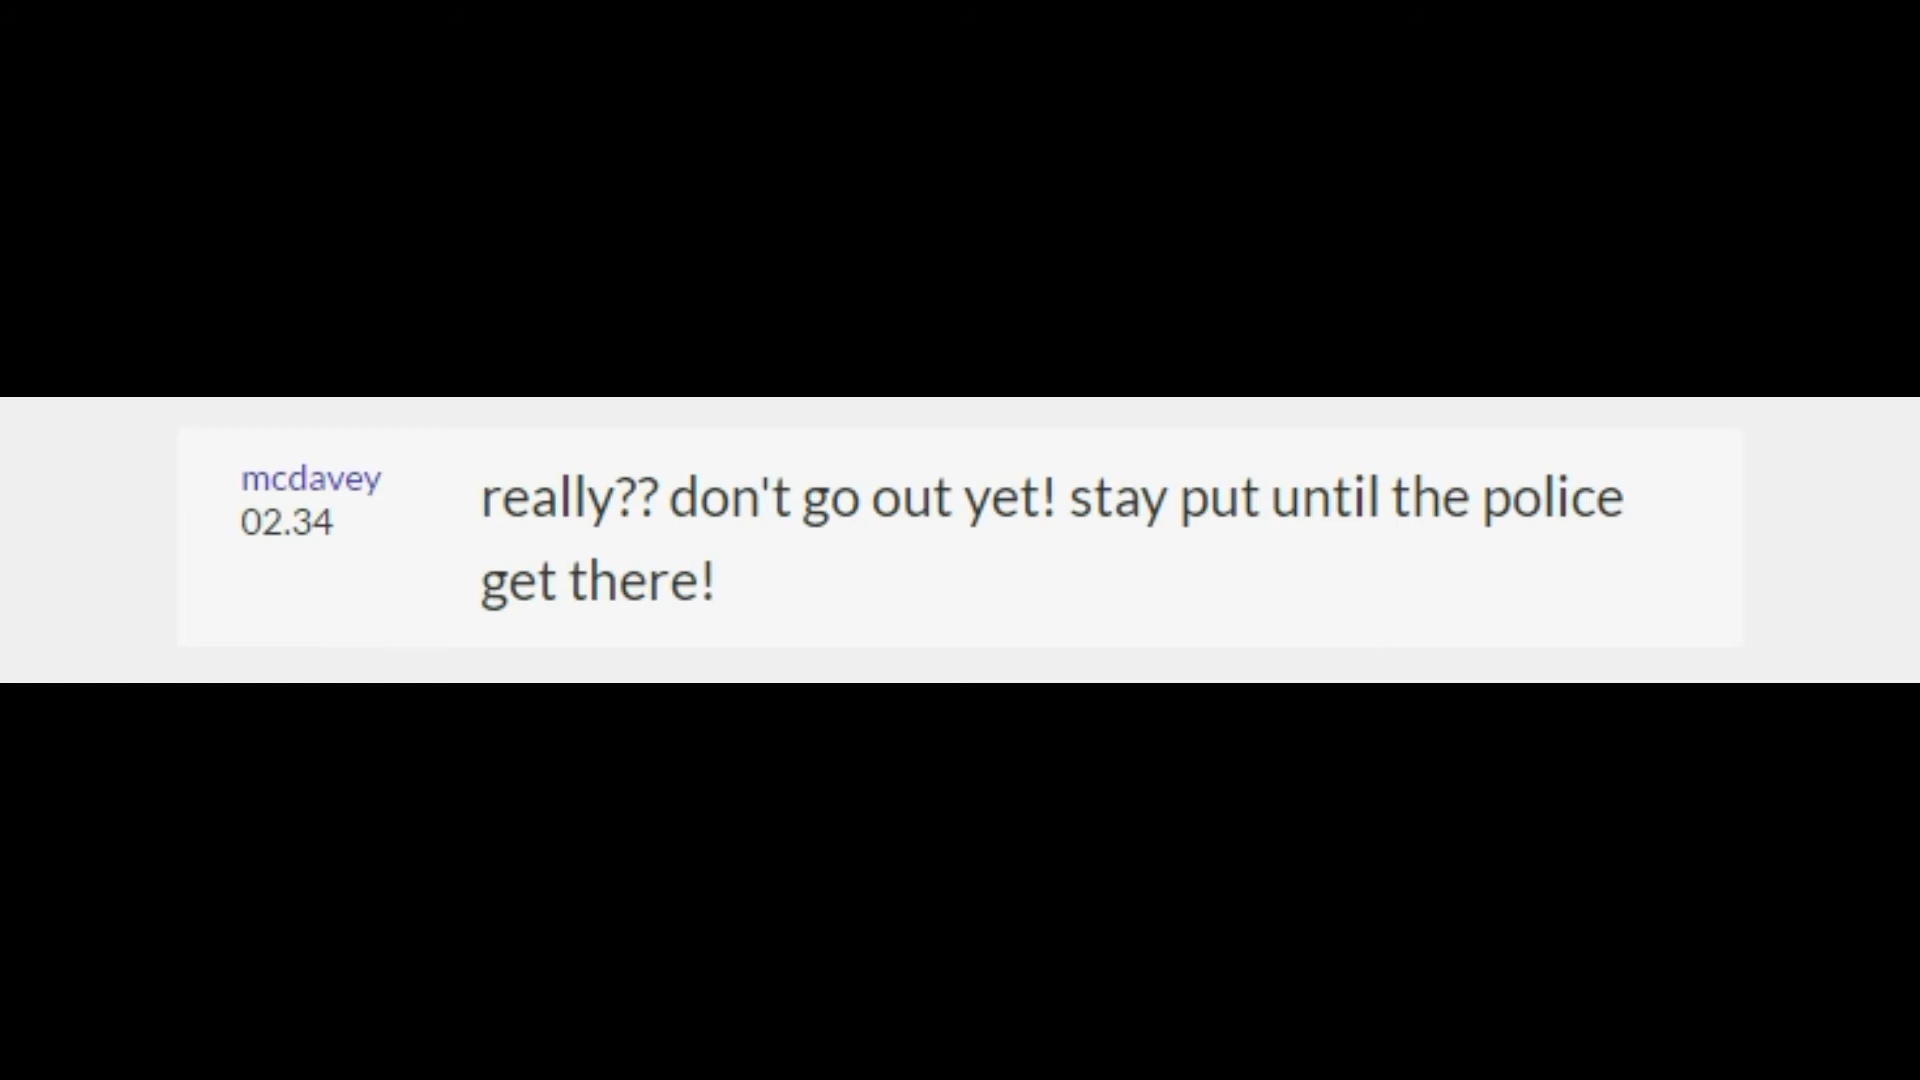 mcdavey
02.34
really?? don't go out yet! stay put until the police
get there!